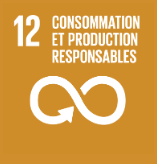 12 CONSOMMATION
ET PRODUCTION
RESPONSABLES